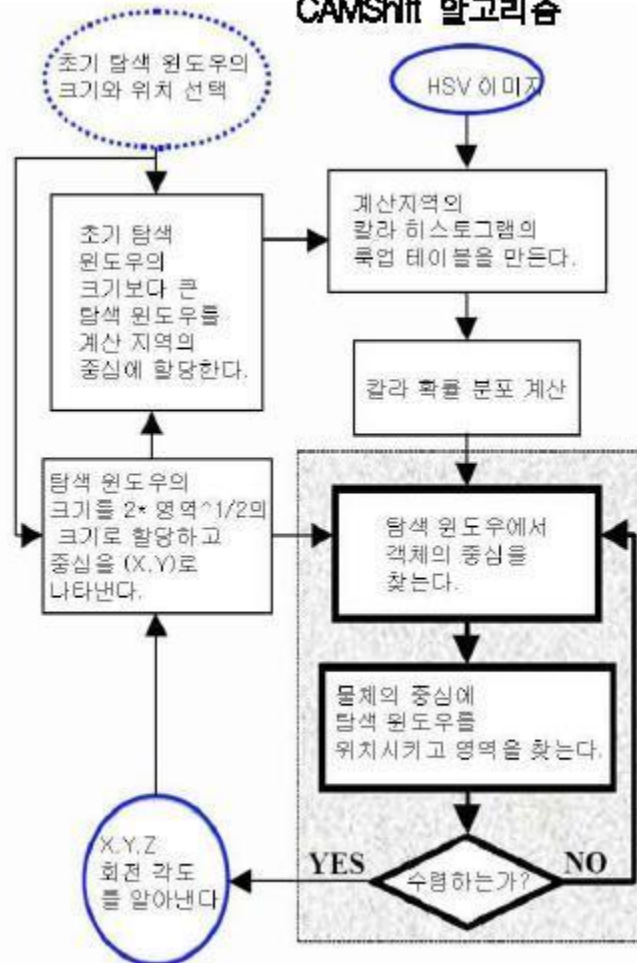 CAMShift 알고리즘
초기 탐색 윈도우의
크기와 위치 선택
HSV 이미지
초기 탐색
윈도우의
크기보다 큰
탐색 윈도우를
계산 지역의
중심에 할당한다.
계산지역의
칼라 히스토그램의
룩업 테이블을 만든다.
칼라 확률 분포 계산
탐색 윈도우의
크기를 2* 영역^1/2의
크기로 할당하고
중심을 (X,Y)로
나타낸다.
탐색 윈도우에서
객체의 중심을
찾는다.
물체의 중심에
탐색 윈도우를
위치시키고 영역을 찾는다.
X,Y,Z
회전 각도
를 알아낸다
YES
수렴하는가?
NO